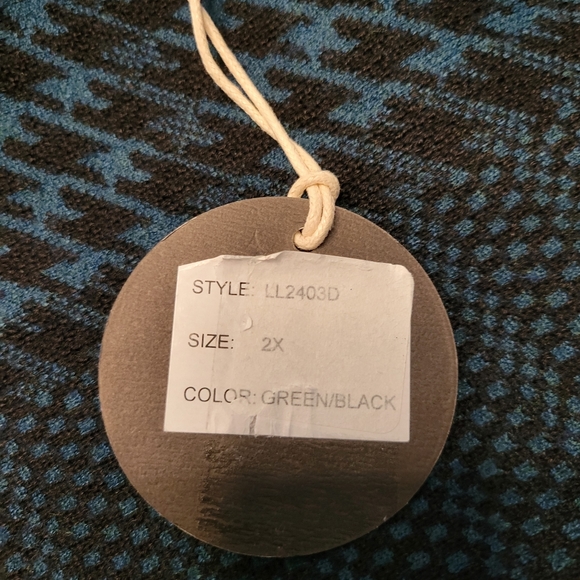 STYLE: LL2403D
SIZE: 2X
COLOR: GREEN/BLACK